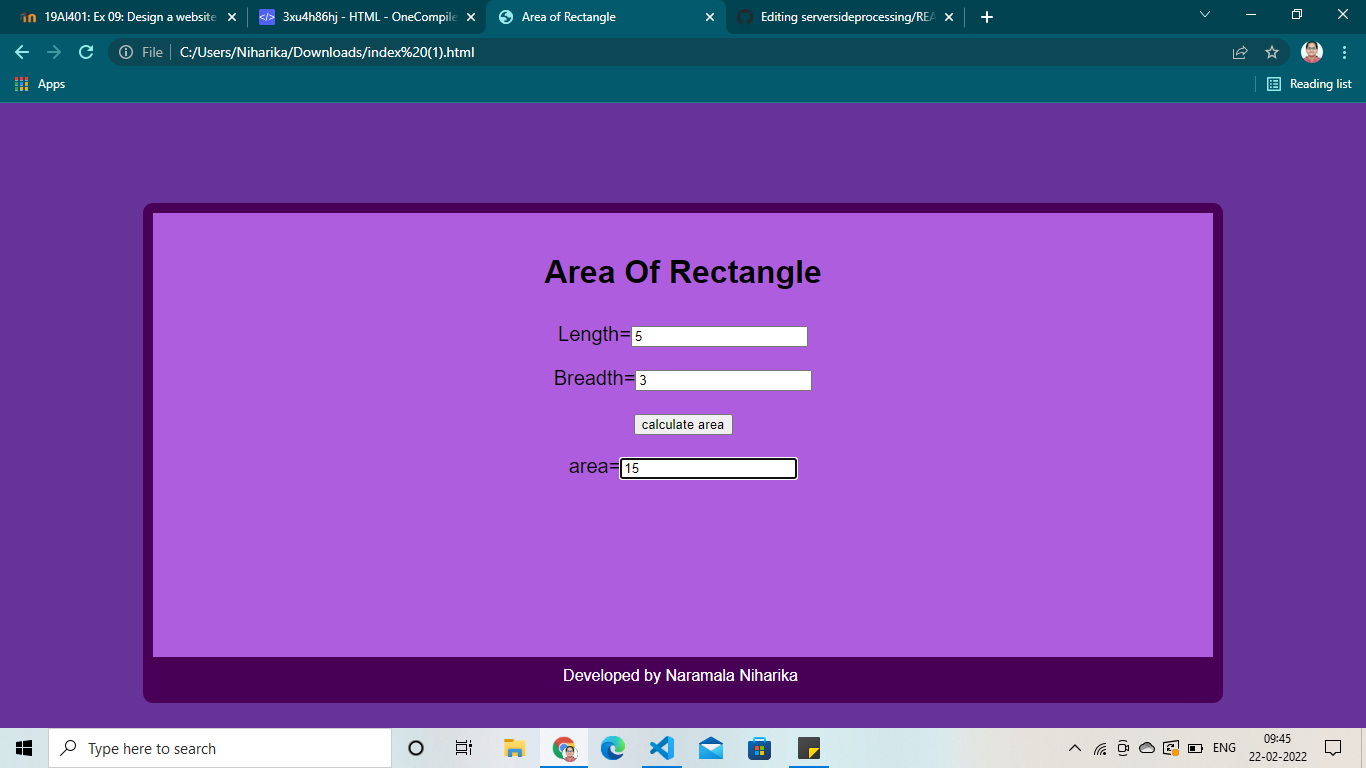 19AI401: Ex 09: Design a website
3xu4h86hj - HTML - OneCompile
Area of Rectangle
Editing serversideprocessing/REA
File
C:/Users/Niharika/Downloads/index%20(1).html
Apps
Reading list
Area Of Rectangle
Length=5
Breadth=3
calculate area
area=15
Developed by Naramala Niharika
Type here to search
ENG
09:45
22-02-2022